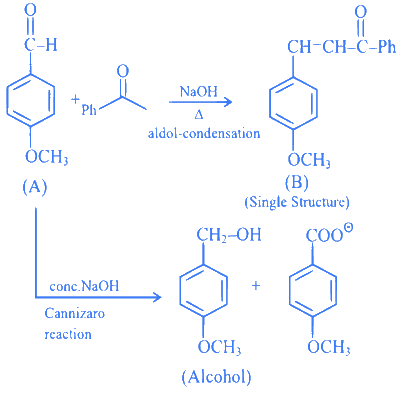 O
C–H
OCH₃
(A)
+
Ph
O
NaOH
Δ
aldol-condensation
O
CH–CH–C–Ph
OCH₃
(B)
(Single Structure)
conc.NaOH
Cannizaro
reaction
CH₂–OH
OCH₃
(Alcohol)
+
COO⊖
OCH₃